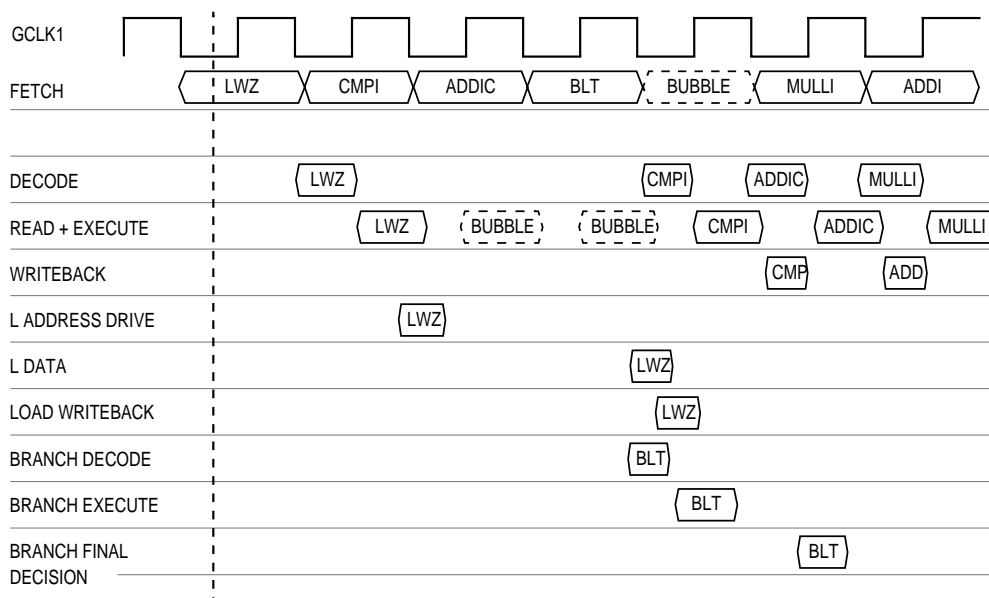 GCLK1
FETCH LWZ CMPI ADDIC BLT BUBBLE MULLI ADDI
DECODE LWZ CMPI ADDIC MULLI
READ + EXECUTE LWZ BUBBLE BUBBLE CMPI ADDIC MULLI
WRITEBACK CMP ADD
L ADDRESS DRIVE LWZ
L DATA LWZ
LOAD WRITEBACK LWZ
BRANCH DECODE BLT
BRANCH EXECUTE BLT
BRANCH FINAL BLT
DECISION